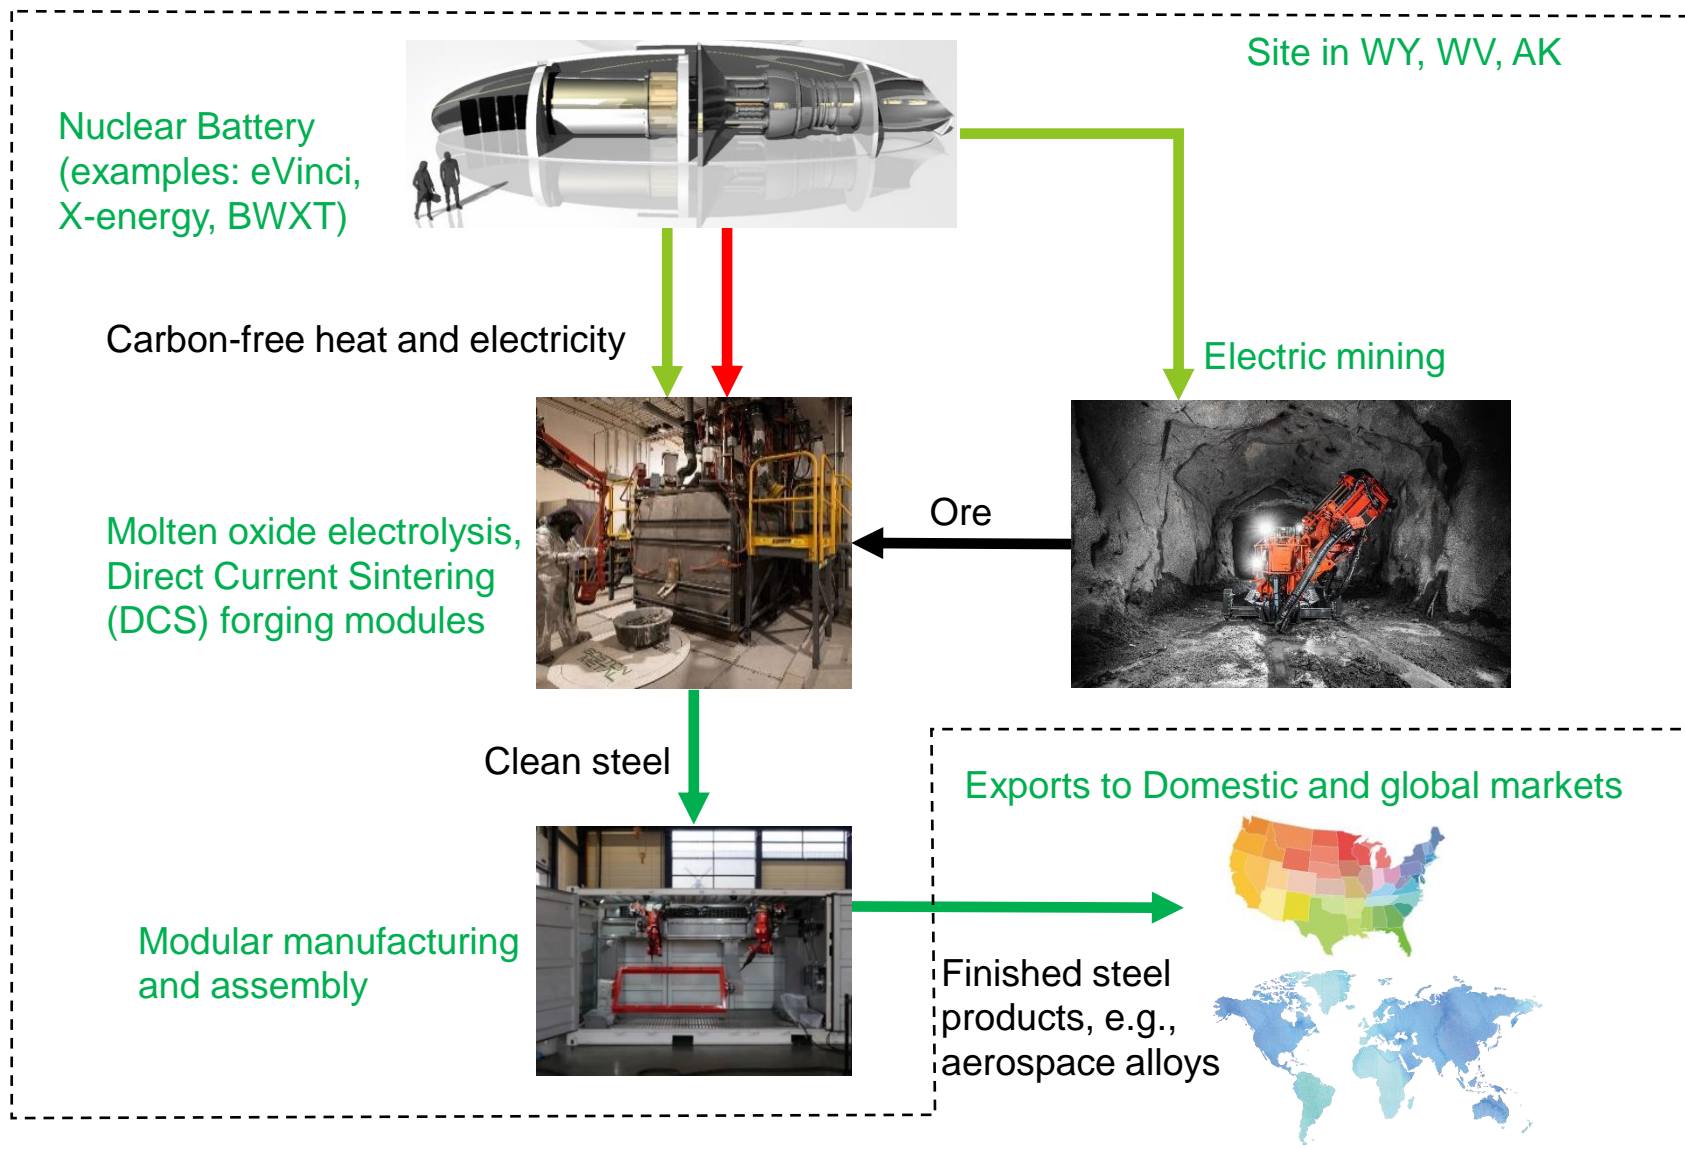 Site in WY, WV, AK
Nuclear Battery
(examples: eVinci,
X-energy, BWXT)
Carbon-free heat and electricity
Electric mining
Ore
Molten oxide electrolysis,
Direct Current Sintering
(DCS) forging modules
Clean steel
Exports to Domestic and global markets
Modular manufacturing
and assembly
Finished steel
products, e.g.,
aerospace alloys